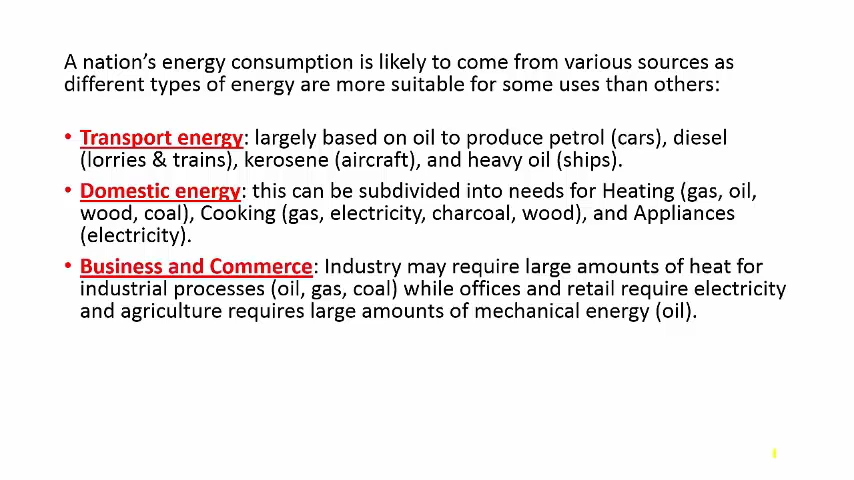 A nation’s energy consumption is likely to come from various sources as
different types of energy are more suitable for some uses than others:
• Transport energy: largely based on oil to produce petrol (cars), diesel
(lorries & trains), kerosene (aircraft), and heavy oil (ships).
• Domestic energy: this can be subdivided into needs for Heating (gas, oil,
wood, coal), Cooking (gas, electricity, charcoal, wood), and Appliances
(electricity).
• Business and Commerce: Industry may require large amounts of heat for
industrial processes (oil, gas, coal) while offices and retail require electricity
and agriculture requires large amounts of mechanical energy (oil).